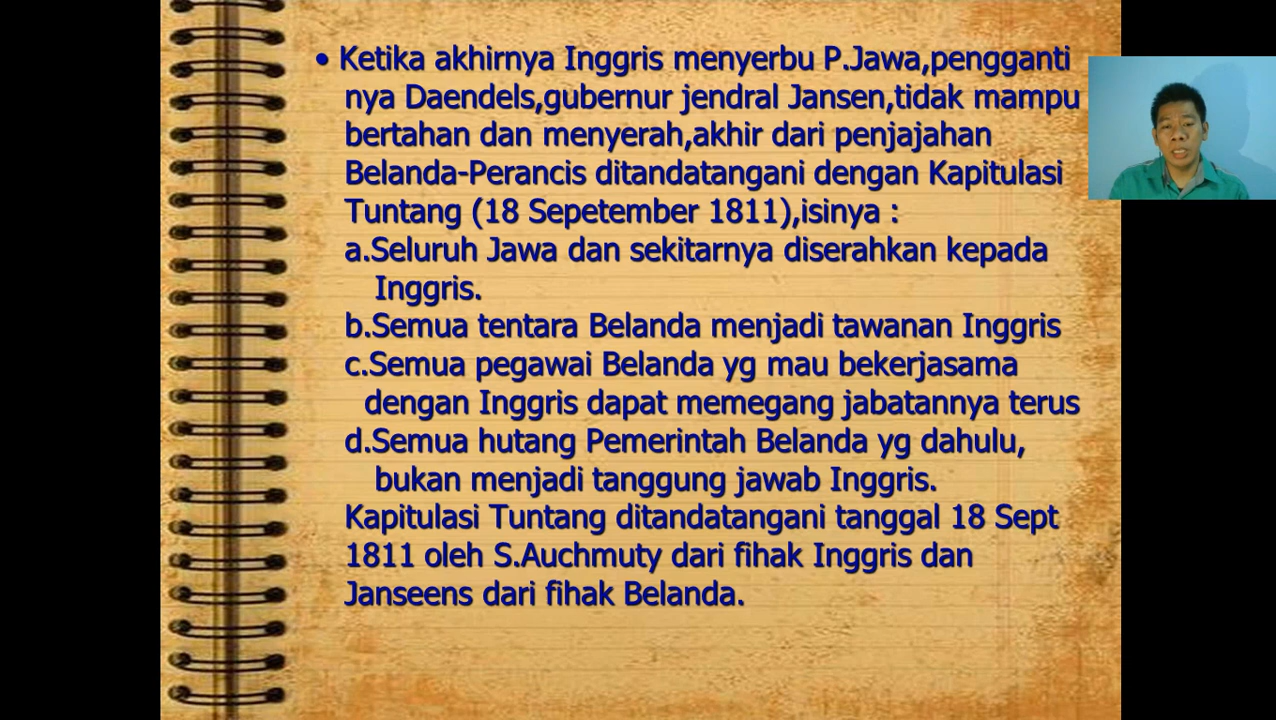 • Ketika akhirnya Inggris menyerbu P.Jawa,pengganti
nya Daendels,gubernur jendral Jansen,tidak mampu
bertahan dan menyerah,akhir dari penjajahan
Belanda-Perancis ditandatangani dengan Kapitulasi
Tuntang (18 Sepetember 1811),isinya :
a.Seluruh Jawa dan sekitarnya diserahkan kepada
Inggris.
b.Semua tentara Belanda menjadi tawanan Inggris
c.Semua pegawai Belanda yg mau bekerjasama
dengan Inggris dapat memegang jabatannya terus
d.Semua hutang Pemerintah Belanda yg dahulu,
bukan menjadi tanggung jawab Inggris.
Kapitulasi Tuntang ditandatangani tanggal 18 Sept
1811 oleh S.Auchmuty dari fihak Inggris dan
Janseens dari fihak Belanda.